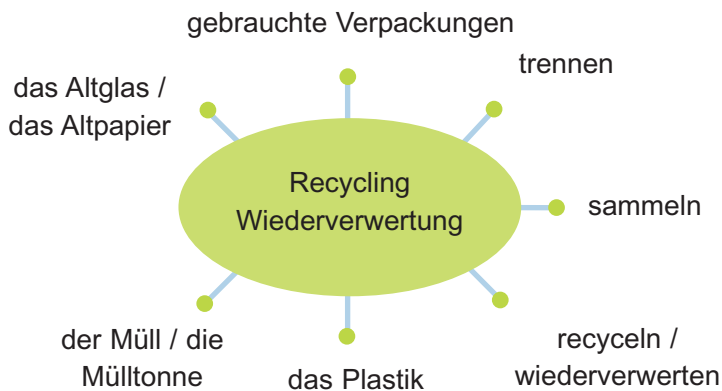 gebrauchte Verpackungen
trennen
das Altglas /
das Altpapier
Recycling
Wiederverwertung
sammeln
der Müll / die
Mülltonne
das Plastik
recyceln /
wiederverwerten